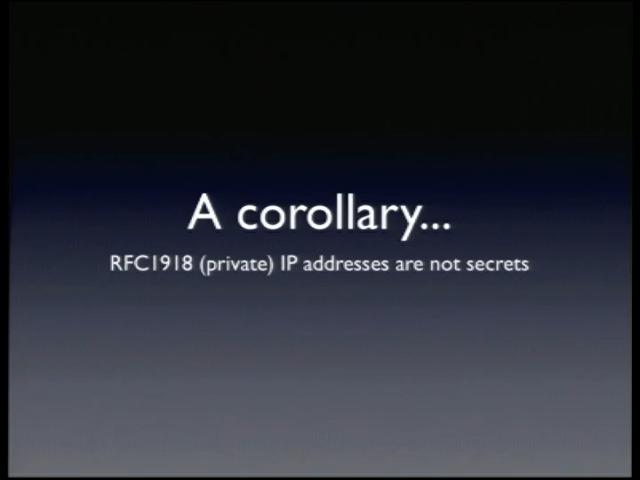 A corollary...
RFC1918 (private) IP addresses are not secrets